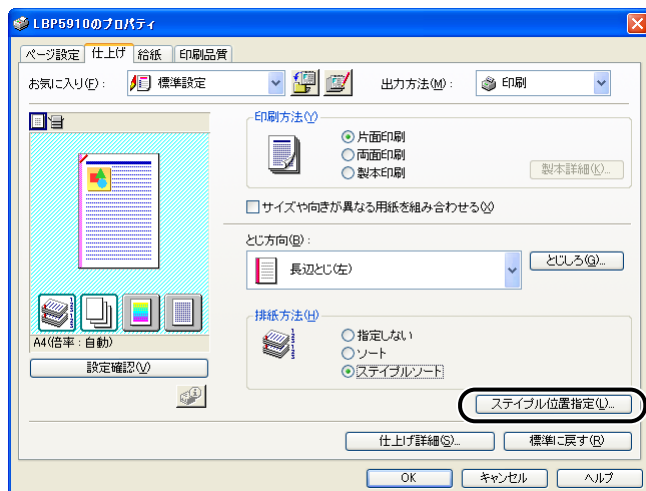 LBP5910のプロパティ
ページ設定 仕上げ 給紙 印刷品質
お気に入り(F): 標準設定 出力方法(M): 印刷
印刷方法(Y)
片面印刷
両面印刷
製本印刷
製本詳細(K)...
サイズや向きが異なる用紙を組み合わせる(X)
とじ方向(B):
長辺とじ(左) とじしろ(G)...
A4(倍率:自動)
設定確認(V)
排紙方法(H)
指定しない
ソート
ステイプルソート
ステイプル位置指定(L)...
仕上げ詳細(S)... 標準に戻す(R)
OK キャンセル ヘルプ